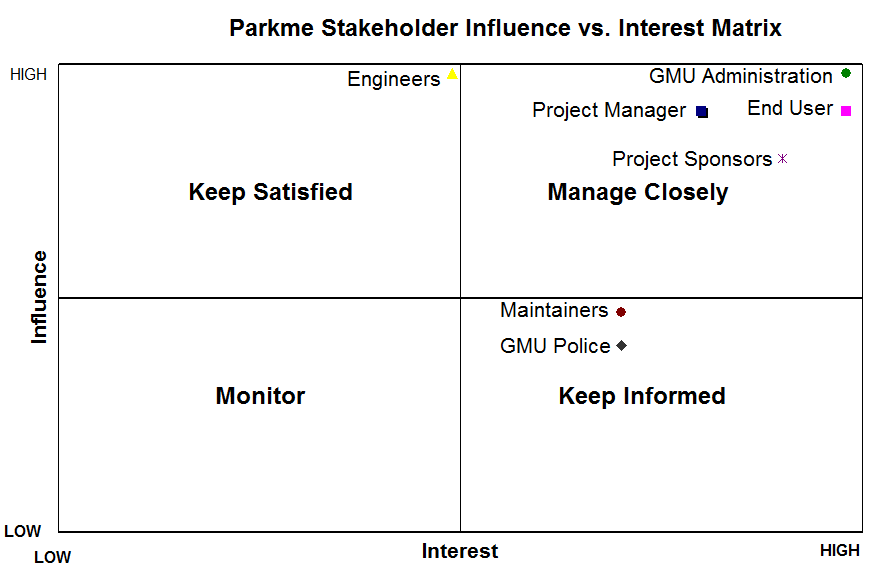 Parkme Stakeholder Influence vs. Interest Matrix
HIGH
Engineers
GMU Administration
Project Manager
End User
Project Sponsors
Keep Satisfied
Manage Closely
Influence
Maintainers
GMU Police
Monitor
Keep Informed
LOW
LOW
Interest
HIGH